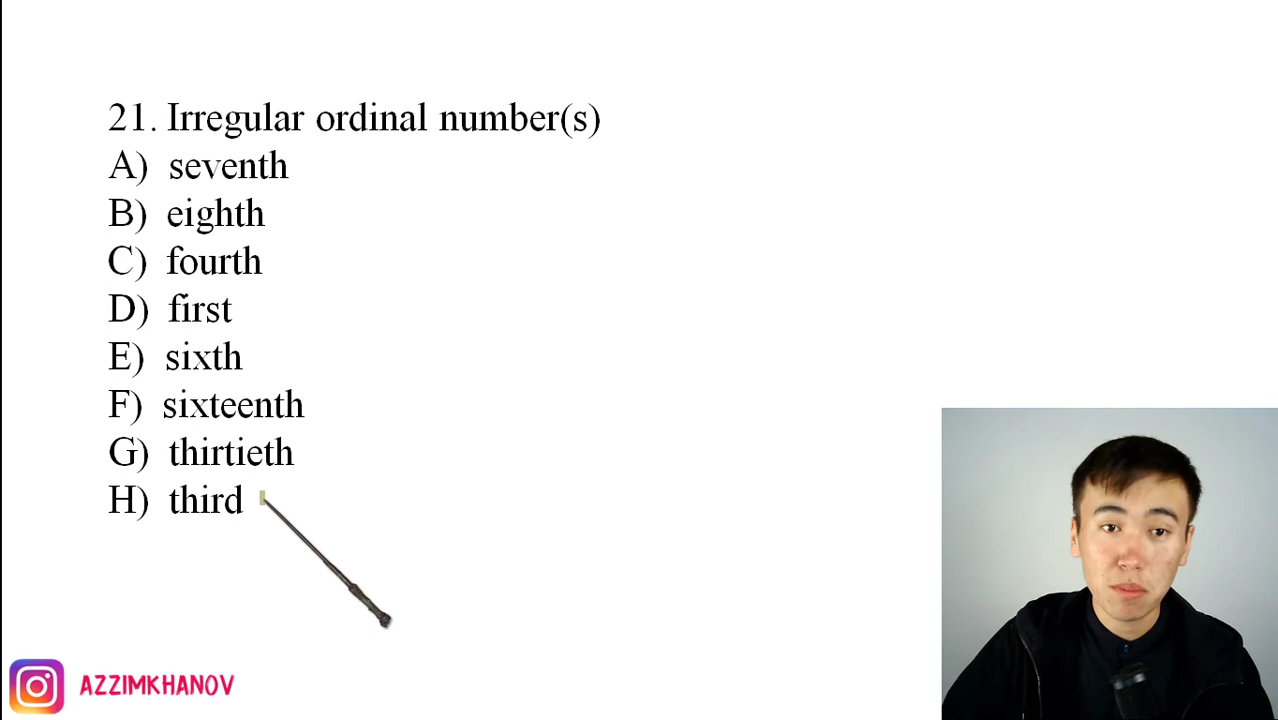 21. Irregular ordinal number(s)
A) seventh
B) eighth
C) fourth
D) first
E) sixth
F) sixteenth
G) thirtieth
H) third
AZZIMKHANOV